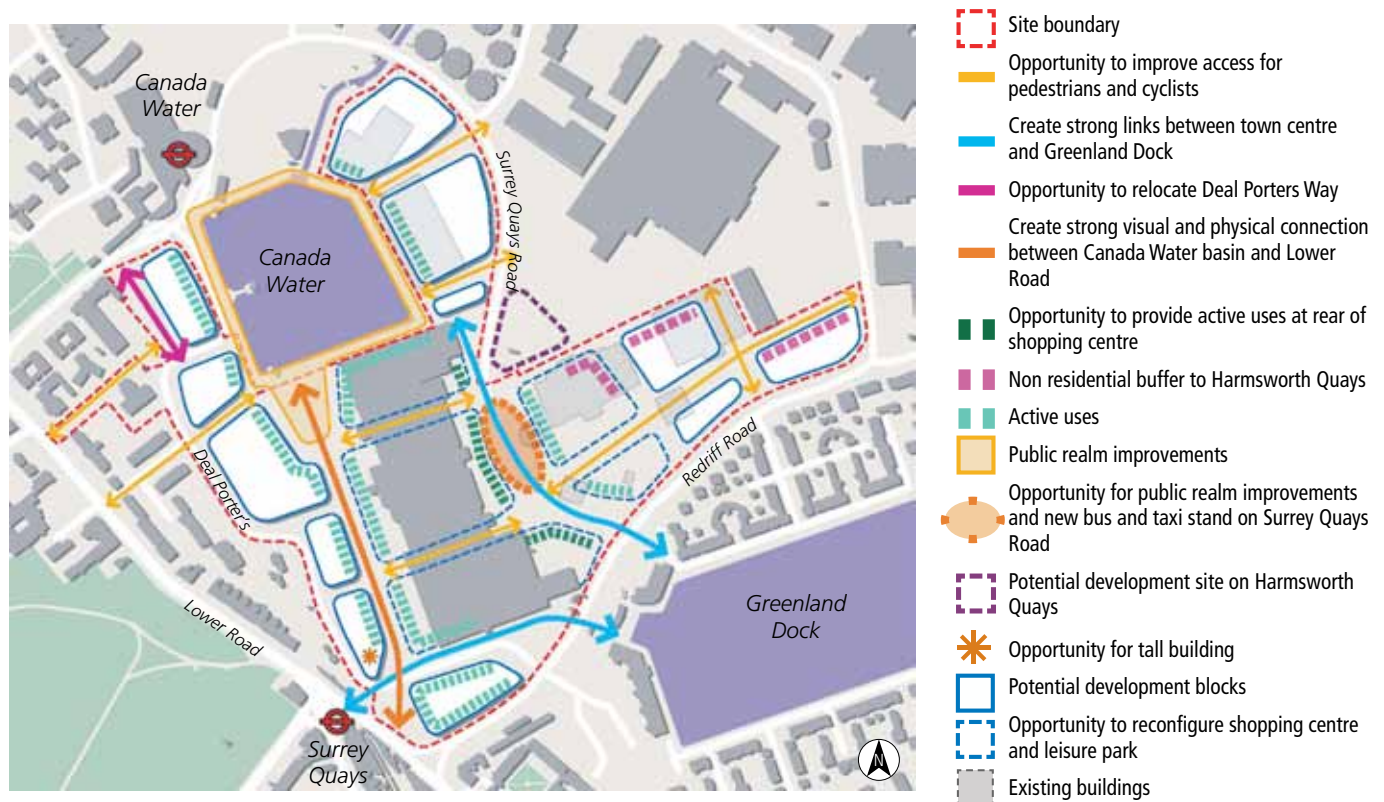 Canada
Water
Canada
Water
Surrey Quays Road
Deal Porter's
Redriff Road
Lower Road
Greenland
Dock
Surrey
Quays
N
Site boundary
Opportunity to improve access for
pedestrians and cyclists
Create strong links between town centre
and Greenland Dock
Opportunity to relocate Deal Porters Way
Create strong visual and physical connection
between Canada Water basin and Lower
Road
Opportunity to provide active uses at rear of
shopping centre
Non residential buffer to Harmsworth Quays
Active uses
Public realm improvements
Opportunity for public realm improvements
and new bus and taxi stand on Surrey Quays
Road
Potential development site on Harmsworth
Quays
Opportunity for tall building
Potential development blocks
Opportunity to reconfigure shopping centre
and leisure park
Existing buildings